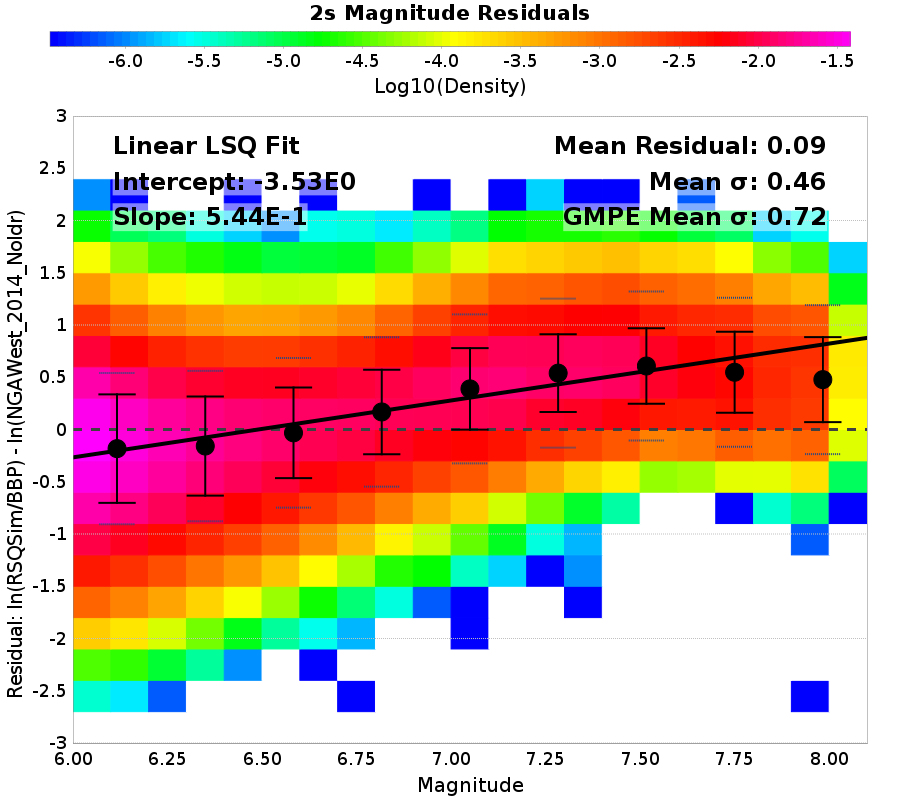 2s Magnitude Residuals
-6.0 -5.5 -5.0 -4.5 -4.0 -3.5 -3.0 -2.5 -2.0 -1.5
Log10(Density)
Residual: ln(RSQSim/BBP) - ln(NGAWest_2014_NoIdr)
3
2.5
2
1.5
1
0.5
0
-0.5
-1
-1.5
-2
-2.5
-3
Linear LSQ Fit
Intercept: -3.53E0
Slope: 5.44E-1
Mean Residual: 0.09
Mean σ: 0.46
GMPE Mean σ: 0.72
6.00 6.25 6.50 6.75 7.00 7.25 7.50 7.75 8.00
Magnitude